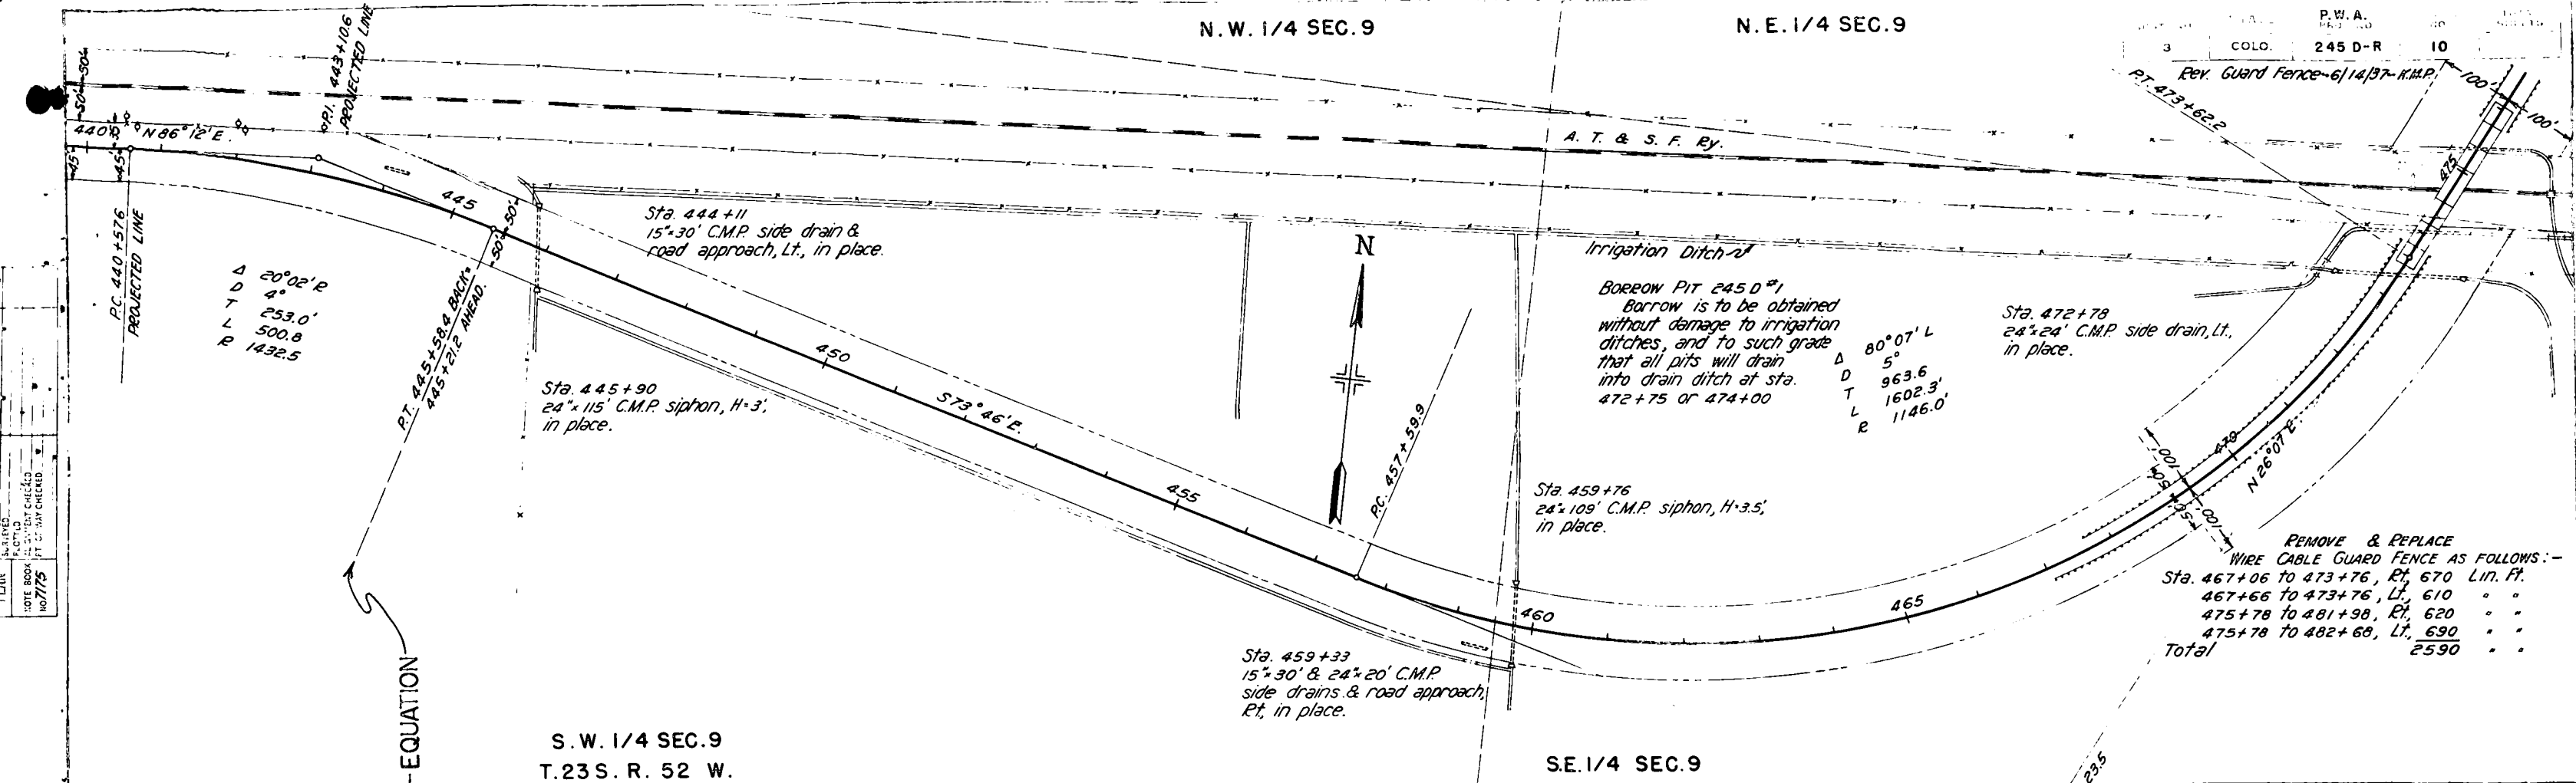 N.W. 1/4 SEC.9
N.E. 1/4 SEC.9
P.W.A.
3 COLO. 245 D-R 10
Rev. Guard Fence-6/14/37-K.M.P.
P.I. 443+10.6
PROJECTED LINE
50'
50'
440
N 86°12' E.
45'
45'
P.C. 440+57.6
PROJECTED LINE
Δ 20°02' R
D 4°
T 253.0'
L 500.8
R 1432.5
445
50'
50'
P.T. 445+58.4 BACK=
445+21.2 AHEAD.
Sta. 444+11
15"x30' C.M.P. side drain &
road approach, Lt., in place.
Sta. 445+90
24"x 115' C.M.P. siphon, H=3',
in place.
450
S73°46'E.
455
N
P.C. 457+59.9
A. T. & S. F. Ry.
Irrigation Ditch
BORROW PIT 245 D #1
Borrow is to be obtained
without damage to irrigation
ditches, and to such grade
that all pits will drain
into drain ditch at sta.
472+75 or 474+00
Δ 80°07' L
D 5°
T 963.6
L 1602.3'
R 1146.0'
Sta. 472+78
24"x24' C.M.P. side drain, Lt.,
in place.
P.T. 473+62.2
100'
100'
475
Sta. 459+76
24"x109' C.M.P. siphon, H=3.5',
in place.
460
465
470
N 26°07' E.
100'
50'
50'
100'
Sta. 459+33
15"x30' & 24"x20' C.M.P.
side drains & road approach,
Rt., in place.
REMOVE & REPLACE
WIRE CABLE GUARD FENCE AS FOLLOWS:-
Sta. 467+06 to 473+76, Rt., 670 Lin. Ft.
467+66 to 473+76, Lt., 610 " "
475+78 to 481+98, Rt., 620 " "
475+78 to 482+68, Lt., 690 " "
Total 2590 " "
EQUATION
S.W. 1/4 SEC.9
T.23 S. R. 52 W.
S.E. 1/4 SEC.9
23.5
SURVEYED
PLOTTED
NOTE BOOK
NO 7175